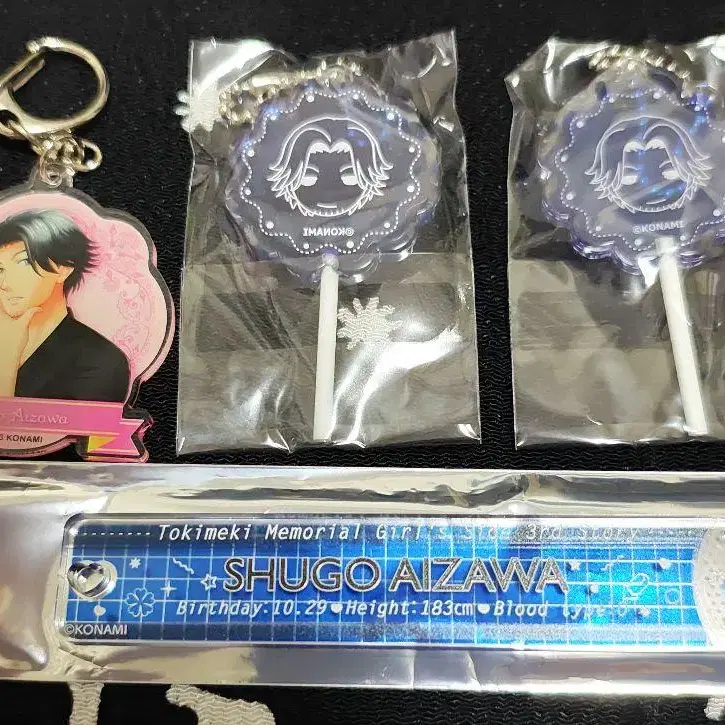 ©KONAMI
©KONAMI
Aizawa
KONAMI
Tokimeki Memorial Girl's Side 3rd Story
SHUGO AIZAWA
Birthday:10.29♥Height:183cm♥Blood type:
©KONAMI